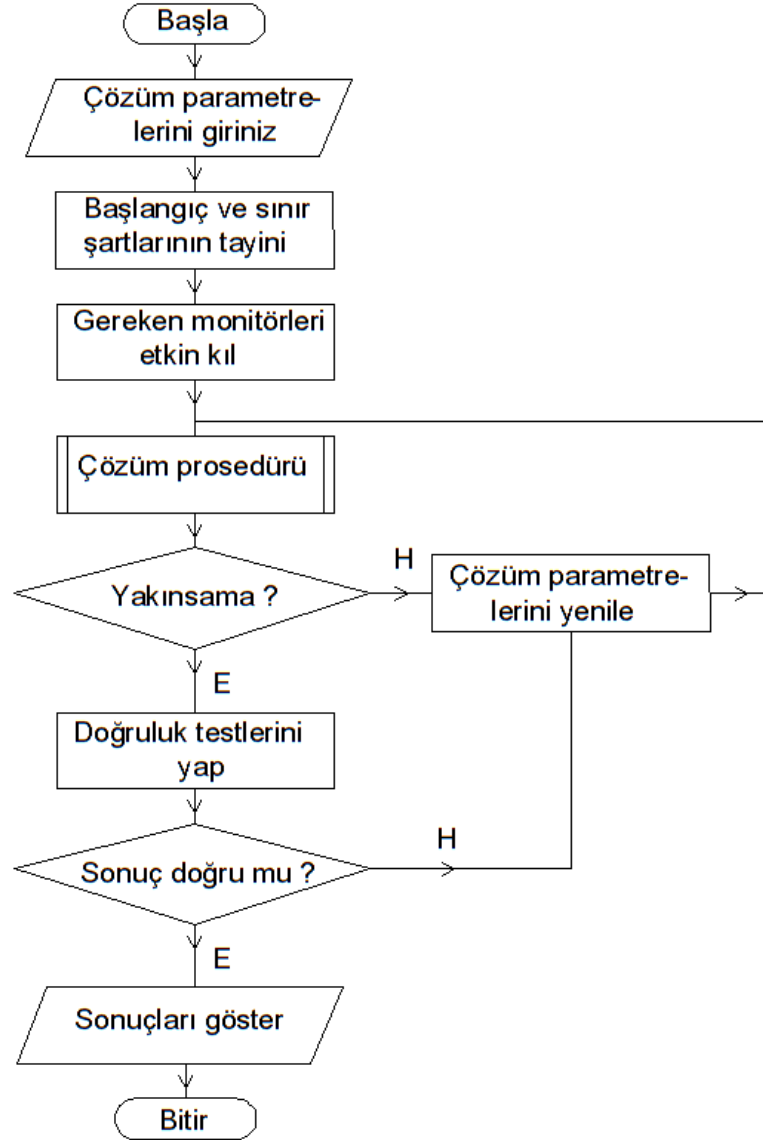 Başla
Çözüm parametre-
lerini giriniz
Başlangıç ve sınır
şartlarının tayini
Gereken monitörleri
etkin kıl
Çözüm prosedürü
Yakınsama ?
H
Çözüm parametre-
lerini yenile
E
Doğruluk testlerini
yap
Sonuç doğru mu ?
H
E
Sonuçları göster
Bitir